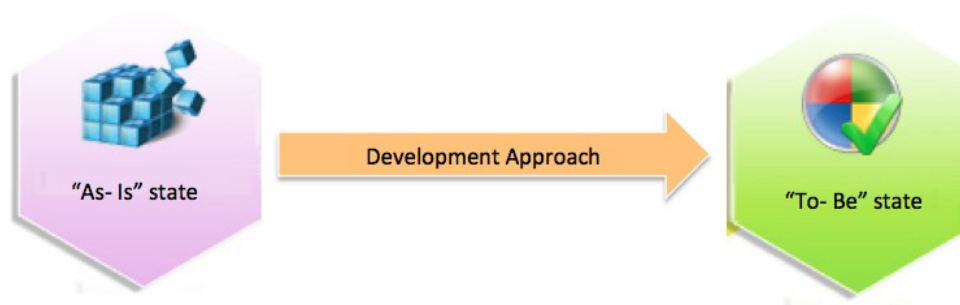 “As- Is” state
Development Approach
“To- Be” state